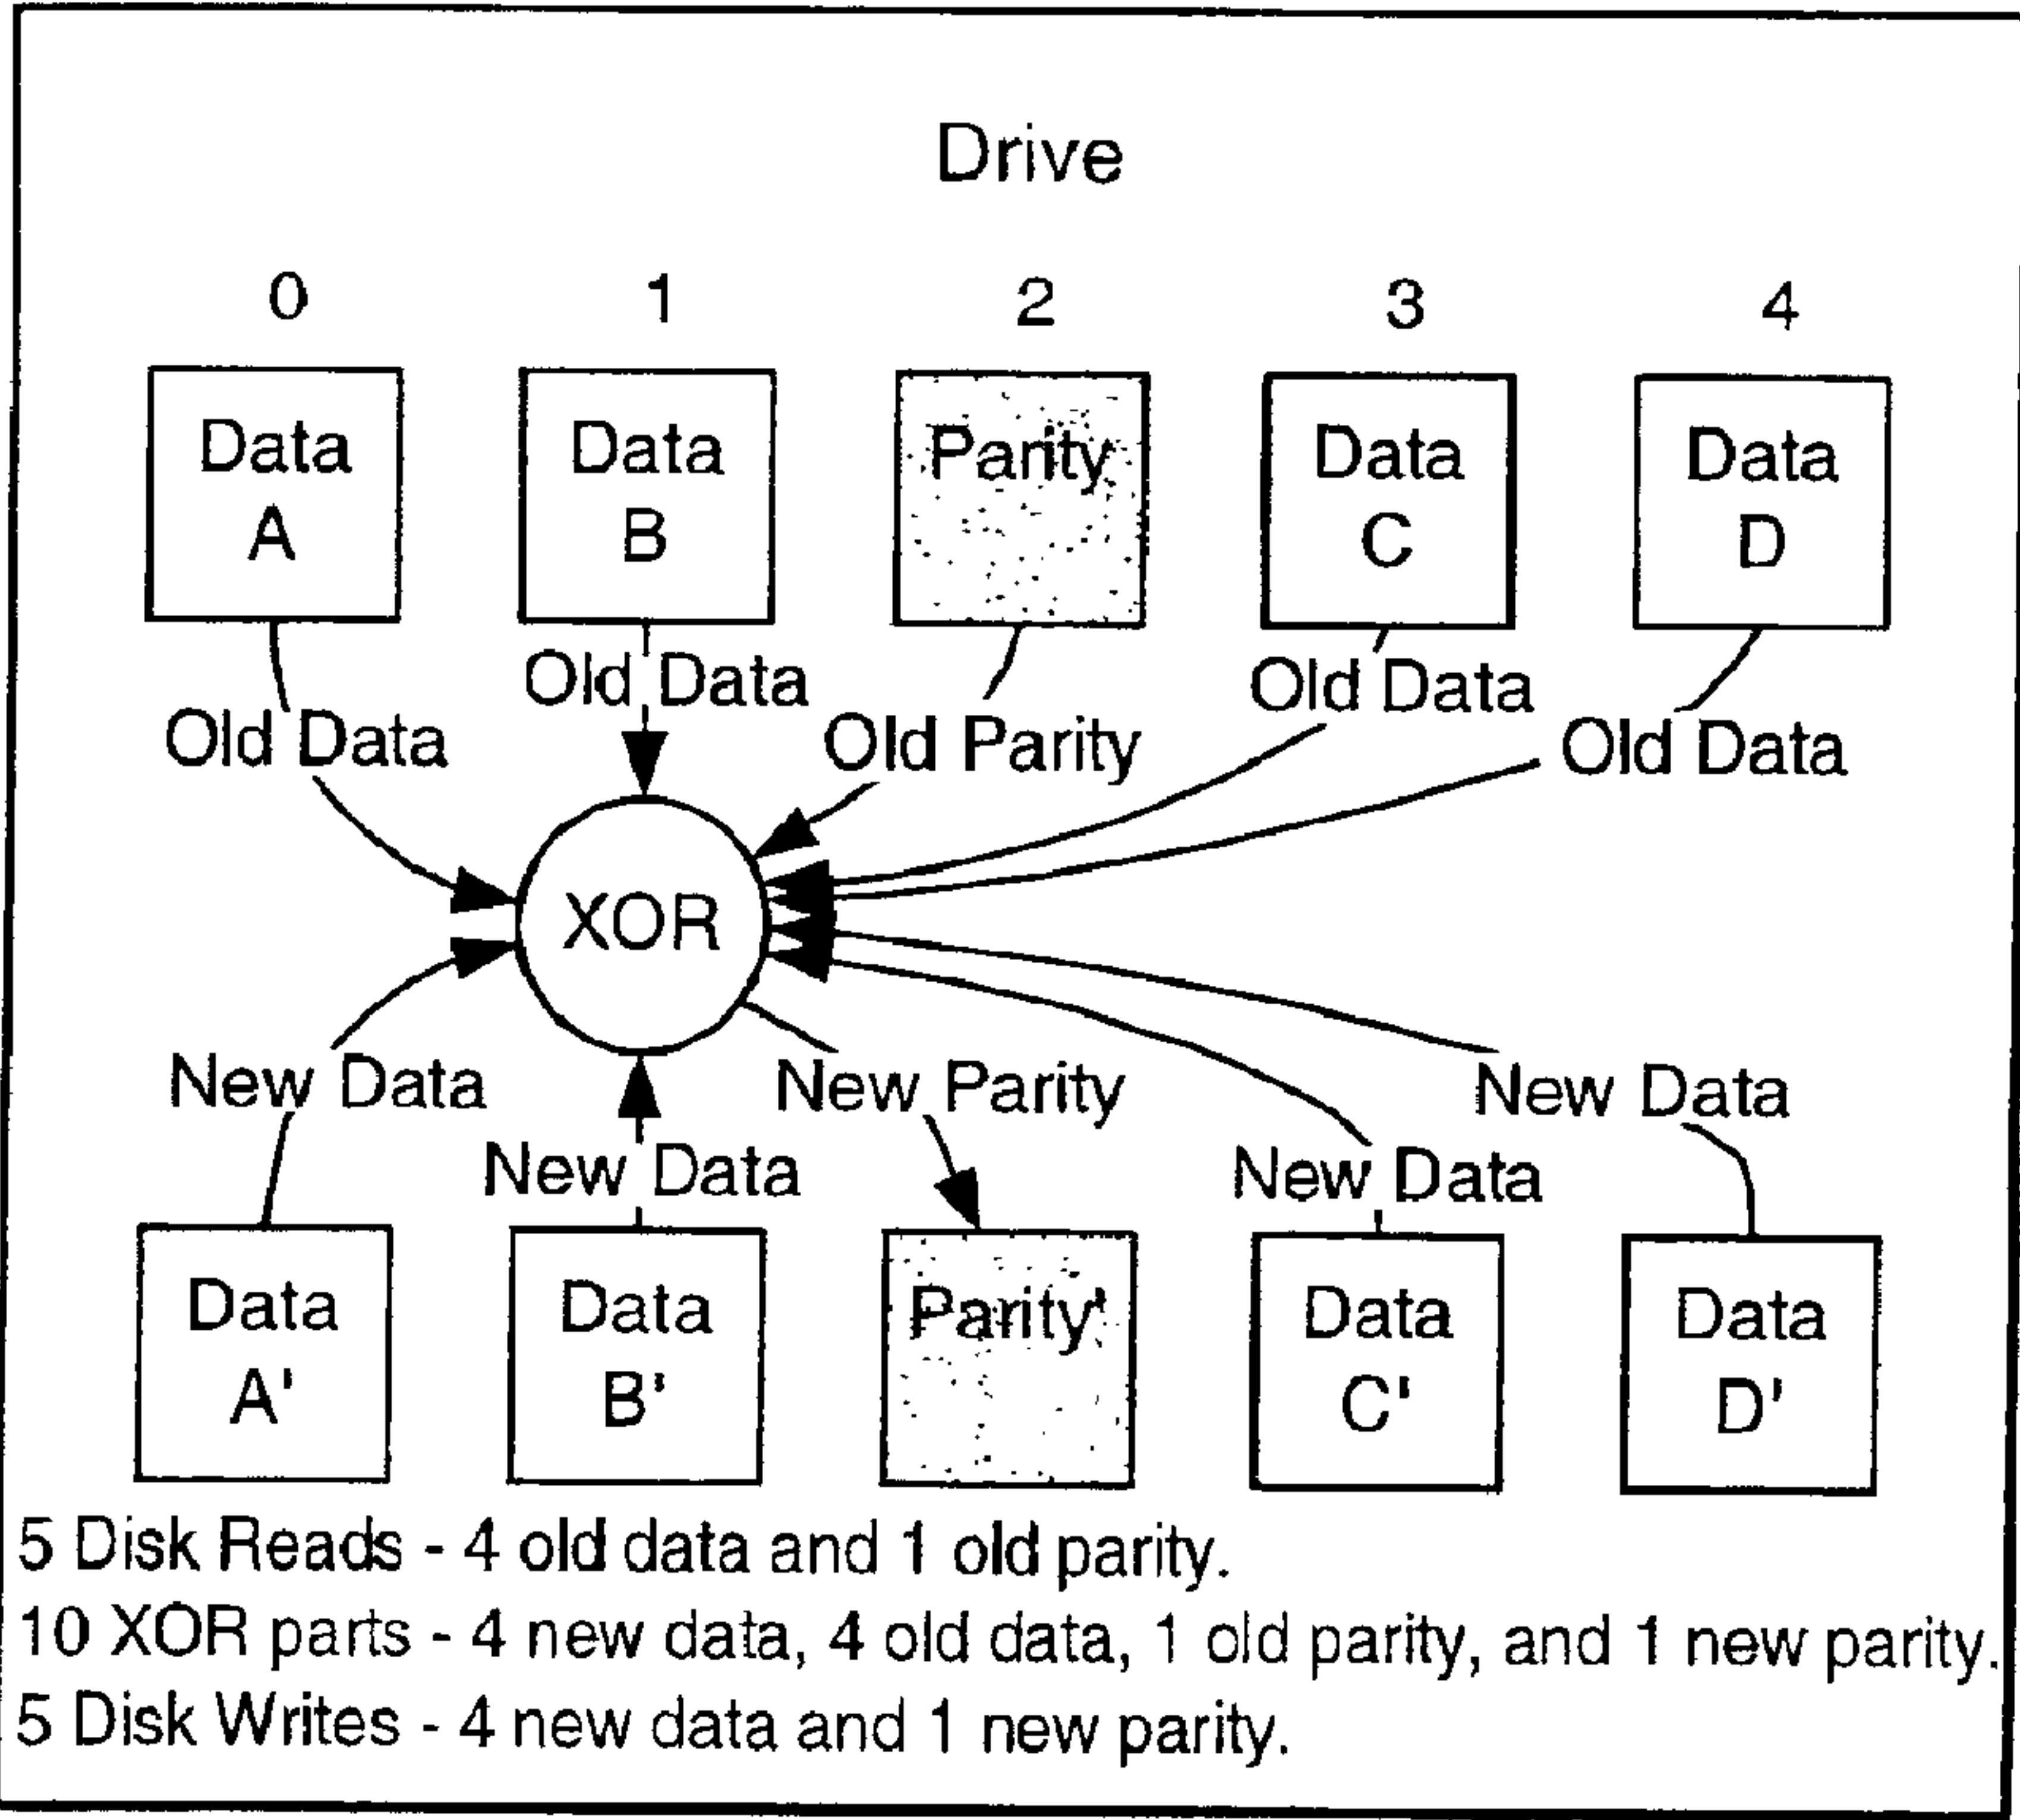 Drive
0 1 2 3 4
Data A
Data B
Parity
Data C
Data D
Old Data
Old Data
Old Parity
Old Data
Old Data
XOR
New Data
New Data
New Parity
New Data
New Data
Data A'
Data B'
Parity'
Data C'
Data D'
5 Disk Reads - 4 old data and 1 old parity.
10 XOR parts - 4 new data, 4 old data, 1 old parity, and 1 new parity.
5 Disk Writes - 4 new data and 1 new parity.